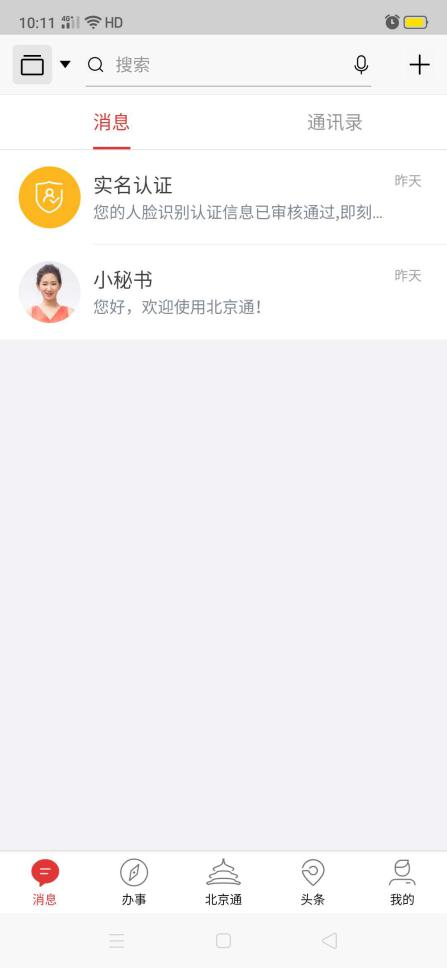 10:11 4G HD
搜索
消息 通讯录
实名认证 昨天
您的人脸识别认证信息已审核通过,即刻...
小秘书 昨天
您好，欢迎使用北京通！
消息 办事 北京通 头条 我的